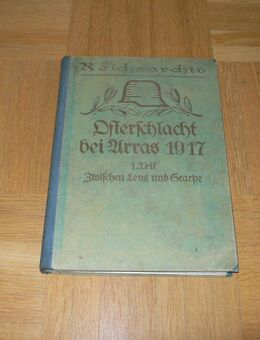 Reichsarchiv
Osterschlacht
bei Arras 1917
1. Teil
Zwischen Lens und Scarpe